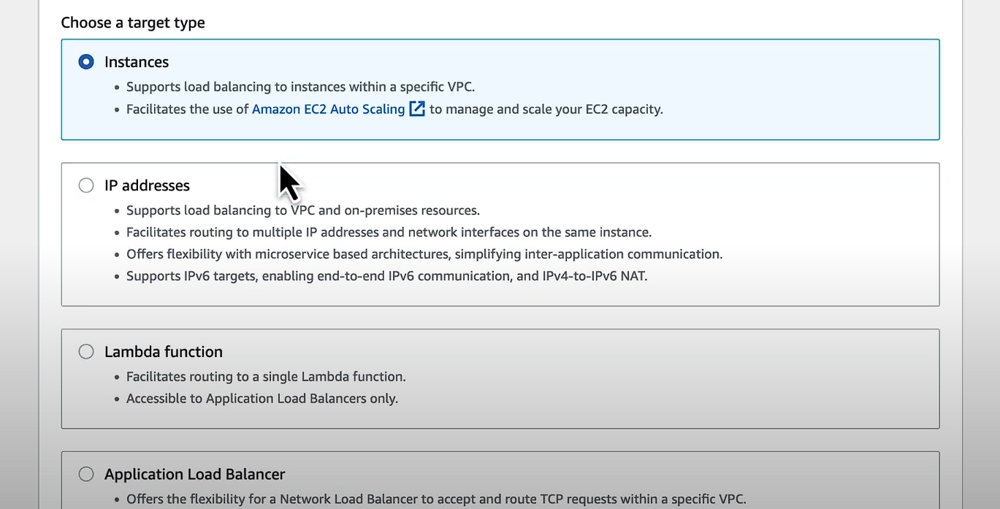 Choose a target type
Instances
• Supports load balancing to instances within a specific VPC.
• Facilitates the use of Amazon EC2 Auto Scaling to manage and scale your EC2 capacity.
IP addresses
• Supports load balancing to VPC and on-premises resources.
• Facilitates routing to multiple IP addresses and network interfaces on the same instance.
• Offers flexibility with microservice based architectures, simplifying inter-application communication.
• Supports IPv6 targets, enabling end-to-end IPv6 communication, and IPv4-to-IPv6 NAT.
Lambda function
• Facilitates routing to a single Lambda function.
• Accessible to Application Load Balancers only.
Application Load Balancer
• Offers the flexibility for a Network Load Balancer to accept and route TCP requests within a specific VPC.